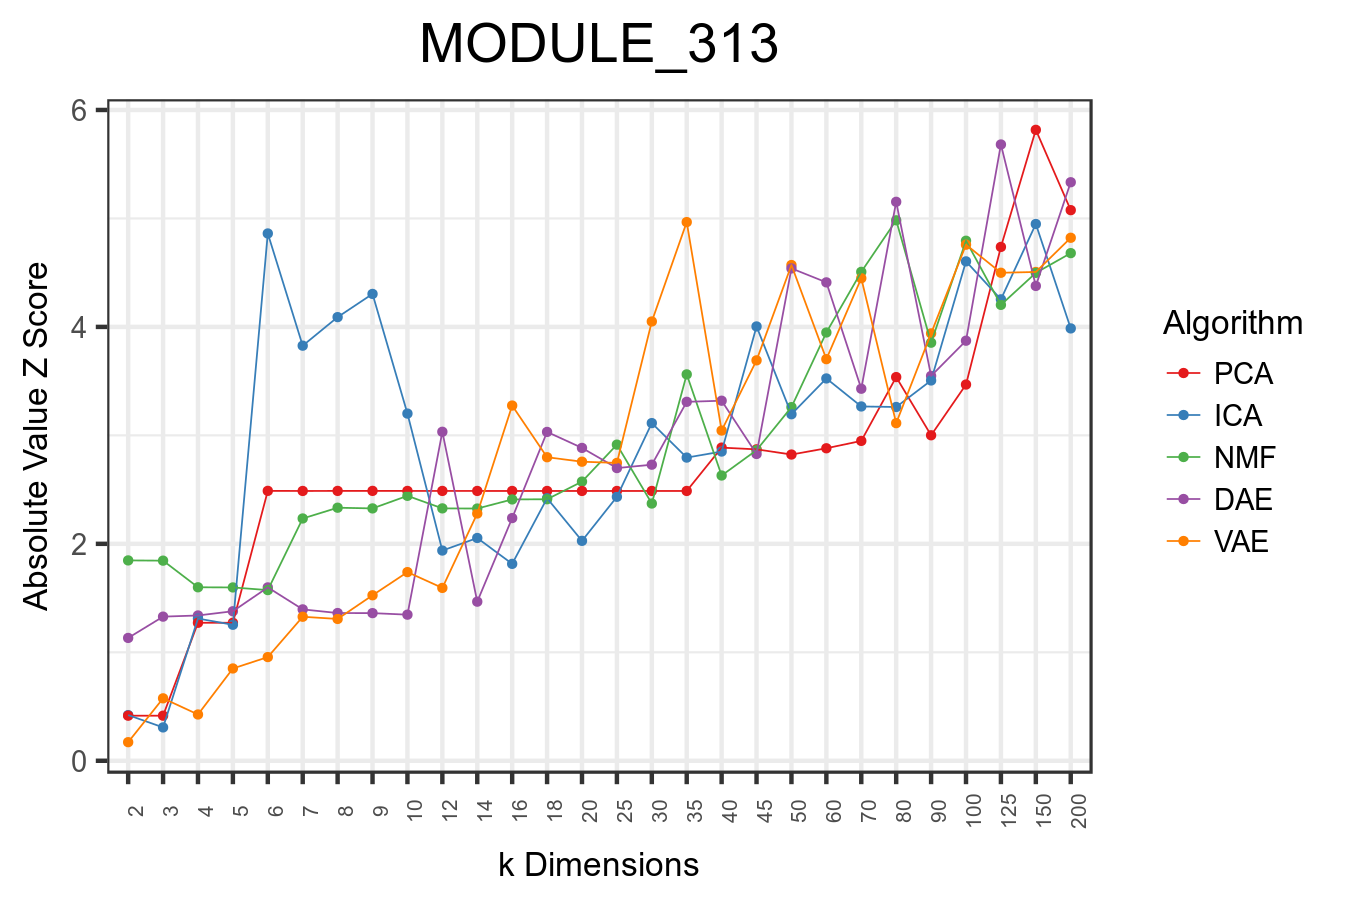 MODULE_313
Absolute Value Z Score
6
4
2
0
2 3 4 5 6 7 8 9 10 12 14 16 18 20 25 30 35 40 45 50 60 70 80 90 100 125 150 200
k Dimensions
Algorithm
PCA
ICA
NMF
DAE
VAE